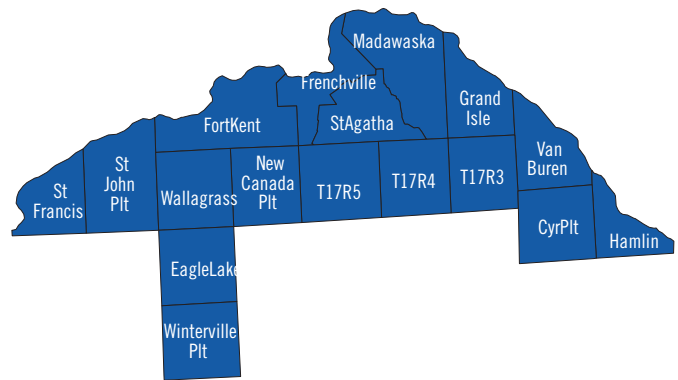 Madawaska
Frenchville
Grand
Isle
FortKent
StAgatha
Van
Buren
St
John
Plt
New
Canada
Plt
T17R5
T17R4
T17R3
St
Francis
Wallagrass
CyrPlt
Hamlin
EagleLake
Winterville
Plt